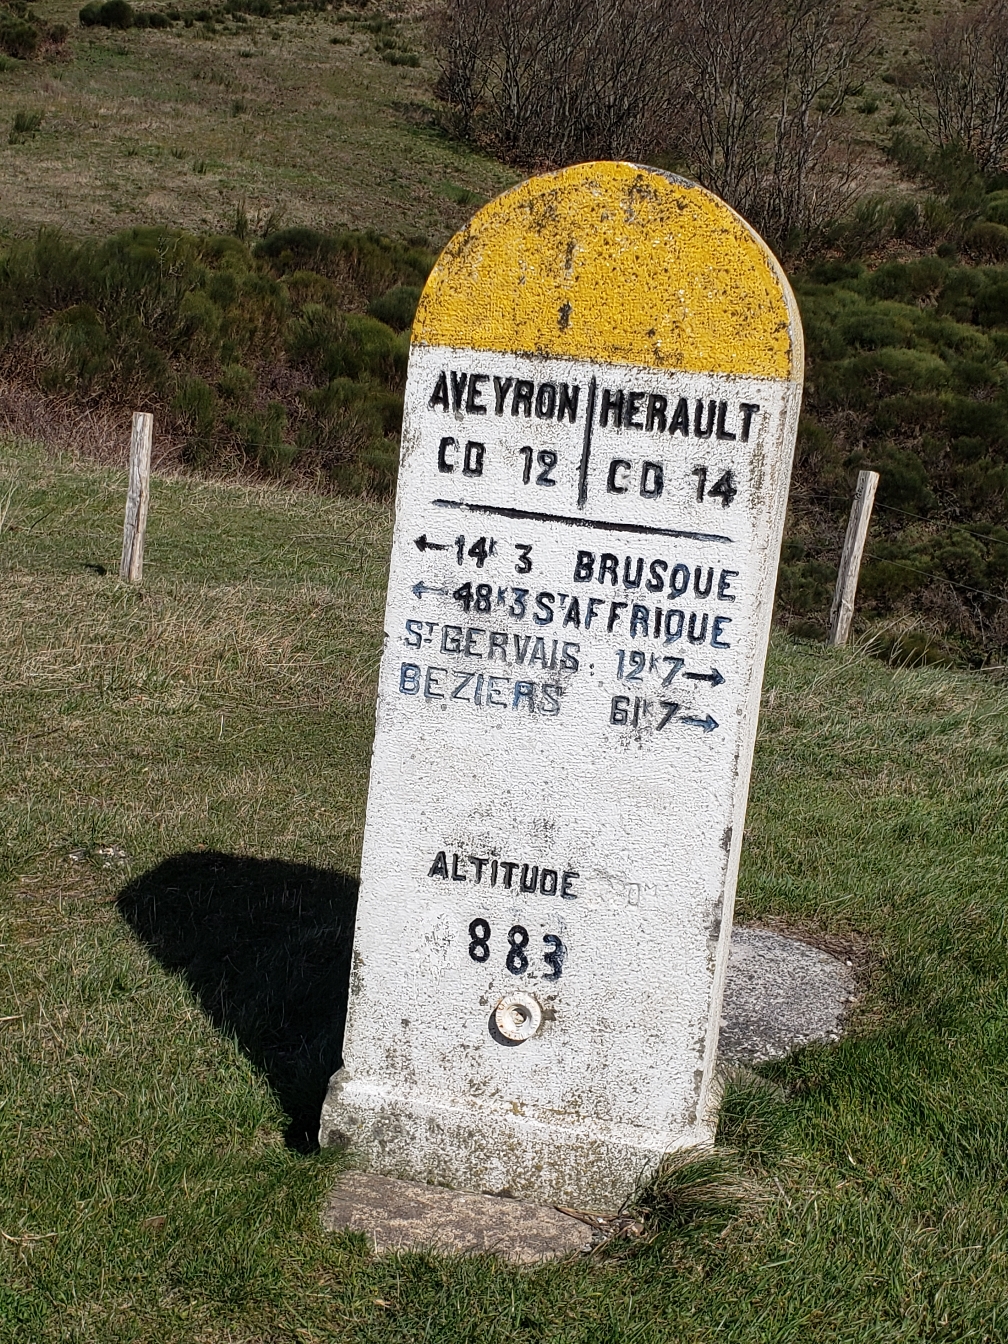 AVEYRON | HERAULT
CD 12 | CD 14
←14ᴷ3 BRUSQUE
←48ᴷ3 Sᵀ AFFRIQUE
Sᵀ GERVAIS. 12ᴷ7→
BEZIERS 61ᴷ7→
ALTITUDE
883